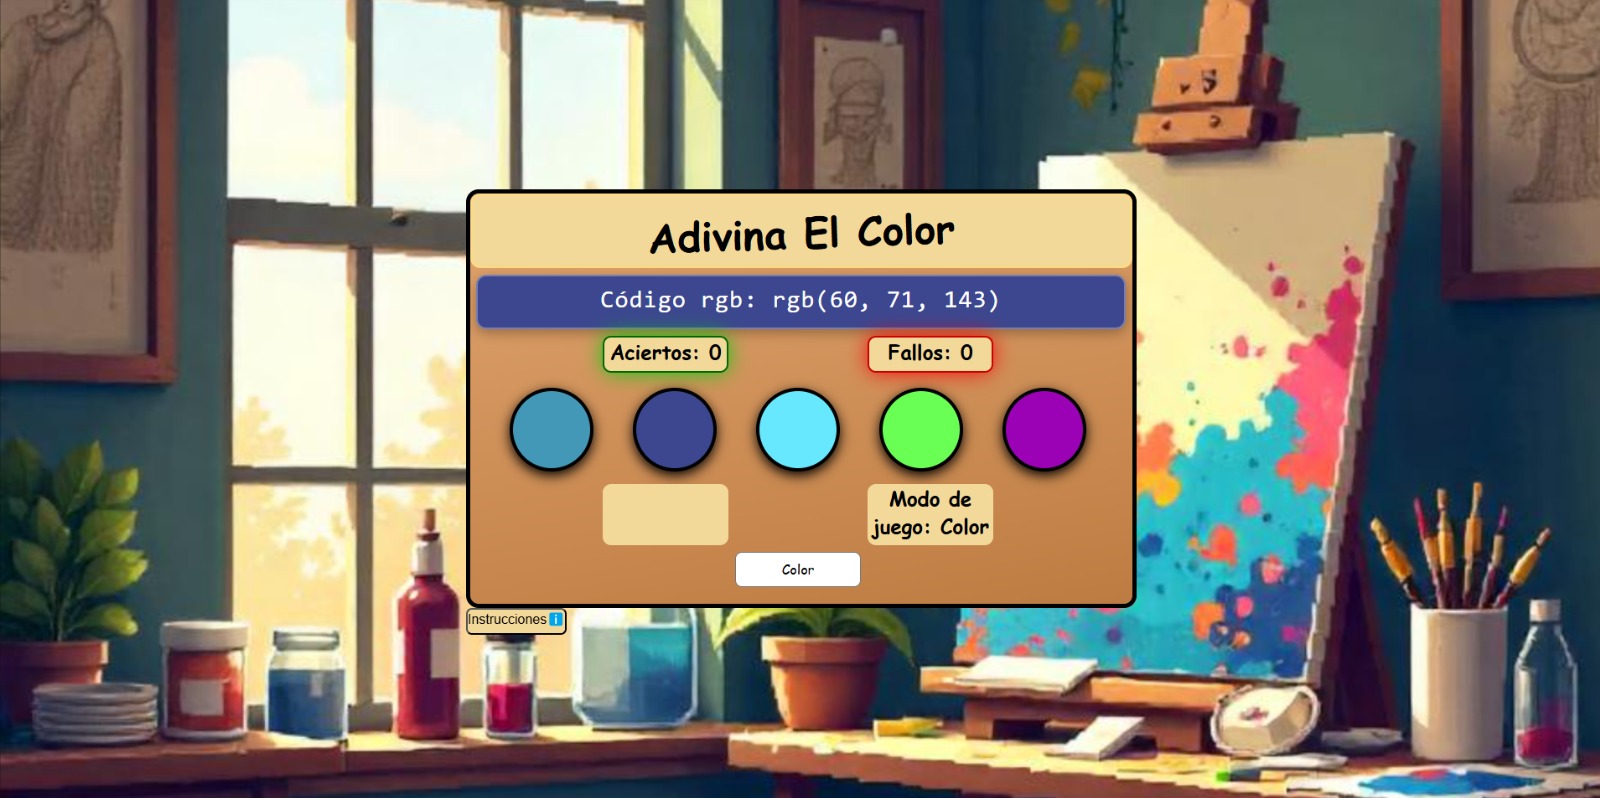 Adivina El Color
Código rgb: rgb(60, 71, 143)
Aciertos: 0
Fallos: 0
Modo de
juego: Color
Color
Instrucciones